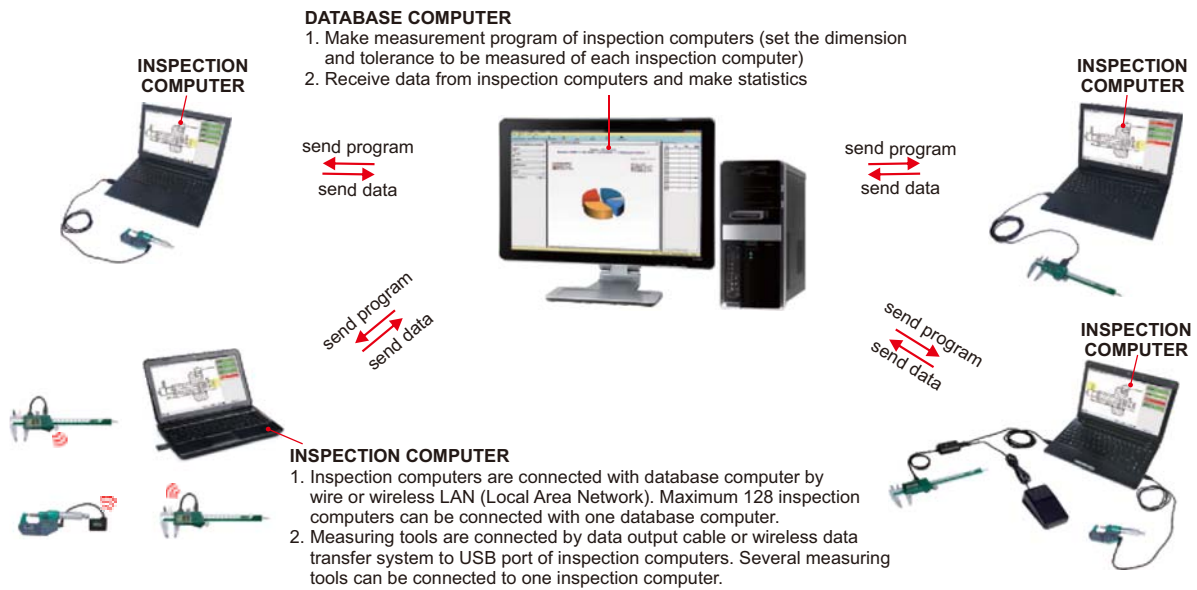 DATABASE COMPUTER
1. Make measurement program of inspection computers (set the dimension
and tolerance to be measured of each inspection computer)
2. Receive data from inspection computers and make statistics
INSPECTION
COMPUTER
INSPECTION
COMPUTER
send program
send data
send program
send data
send program
send data
send program
send data
INSPECTION
COMPUTER
INSPECTION COMPUTER
1. Inspection computers are connected with database computer by
wire or wireless LAN (Local Area Network). Maximum 128 inspection
computers can be connected with one database computer.
2. Measuring tools are connected by data output cable or wireless data
transfer system to USB port of inspection computers. Several measuring
tools can be connected to one inspection computer.